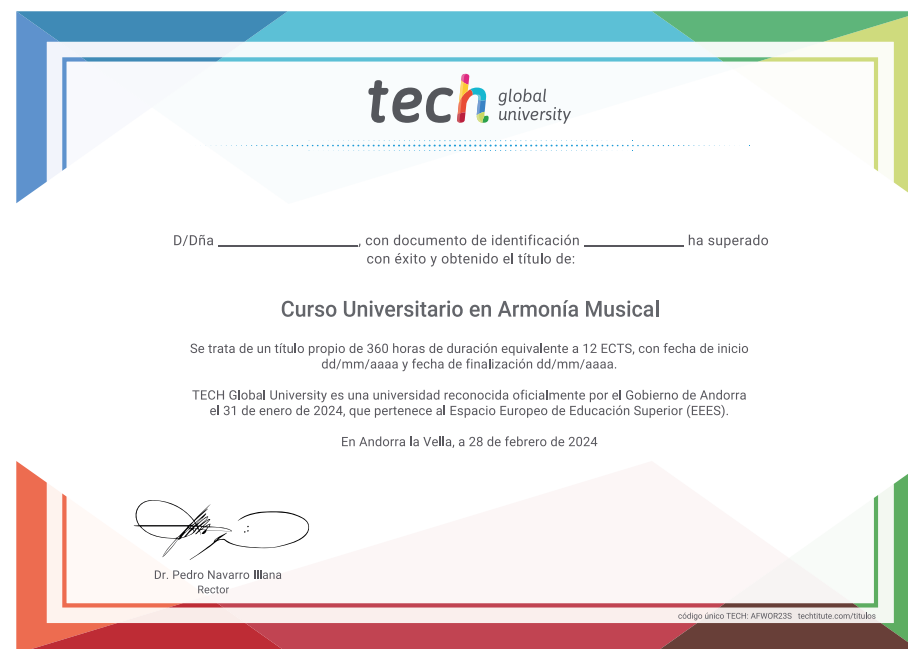 tech global university
D/Dña ____________________, con documento de identificación ______________ ha superado
con éxito y obtenido el título de:
Curso Universitario en Armonía Musical
Se trata de un título propio de 360 horas de duración equivalente a 12 ECTS, con fecha de inicio
dd/mm/aaaa y fecha de finalización dd/mm/aaaa.
TECH Global University es una universidad reconocida oficialmente por el Gobierno de Andorra
el 31 de enero de 2024, que pertenece al Espacio Europeo de Educación Superior (EEES).
En Andorra la Vella, a 28 de febrero de 2024
Dr. Pedro Navarro Illana
Rector
código único TECH: AFWOR23S techtitute.com/titulos